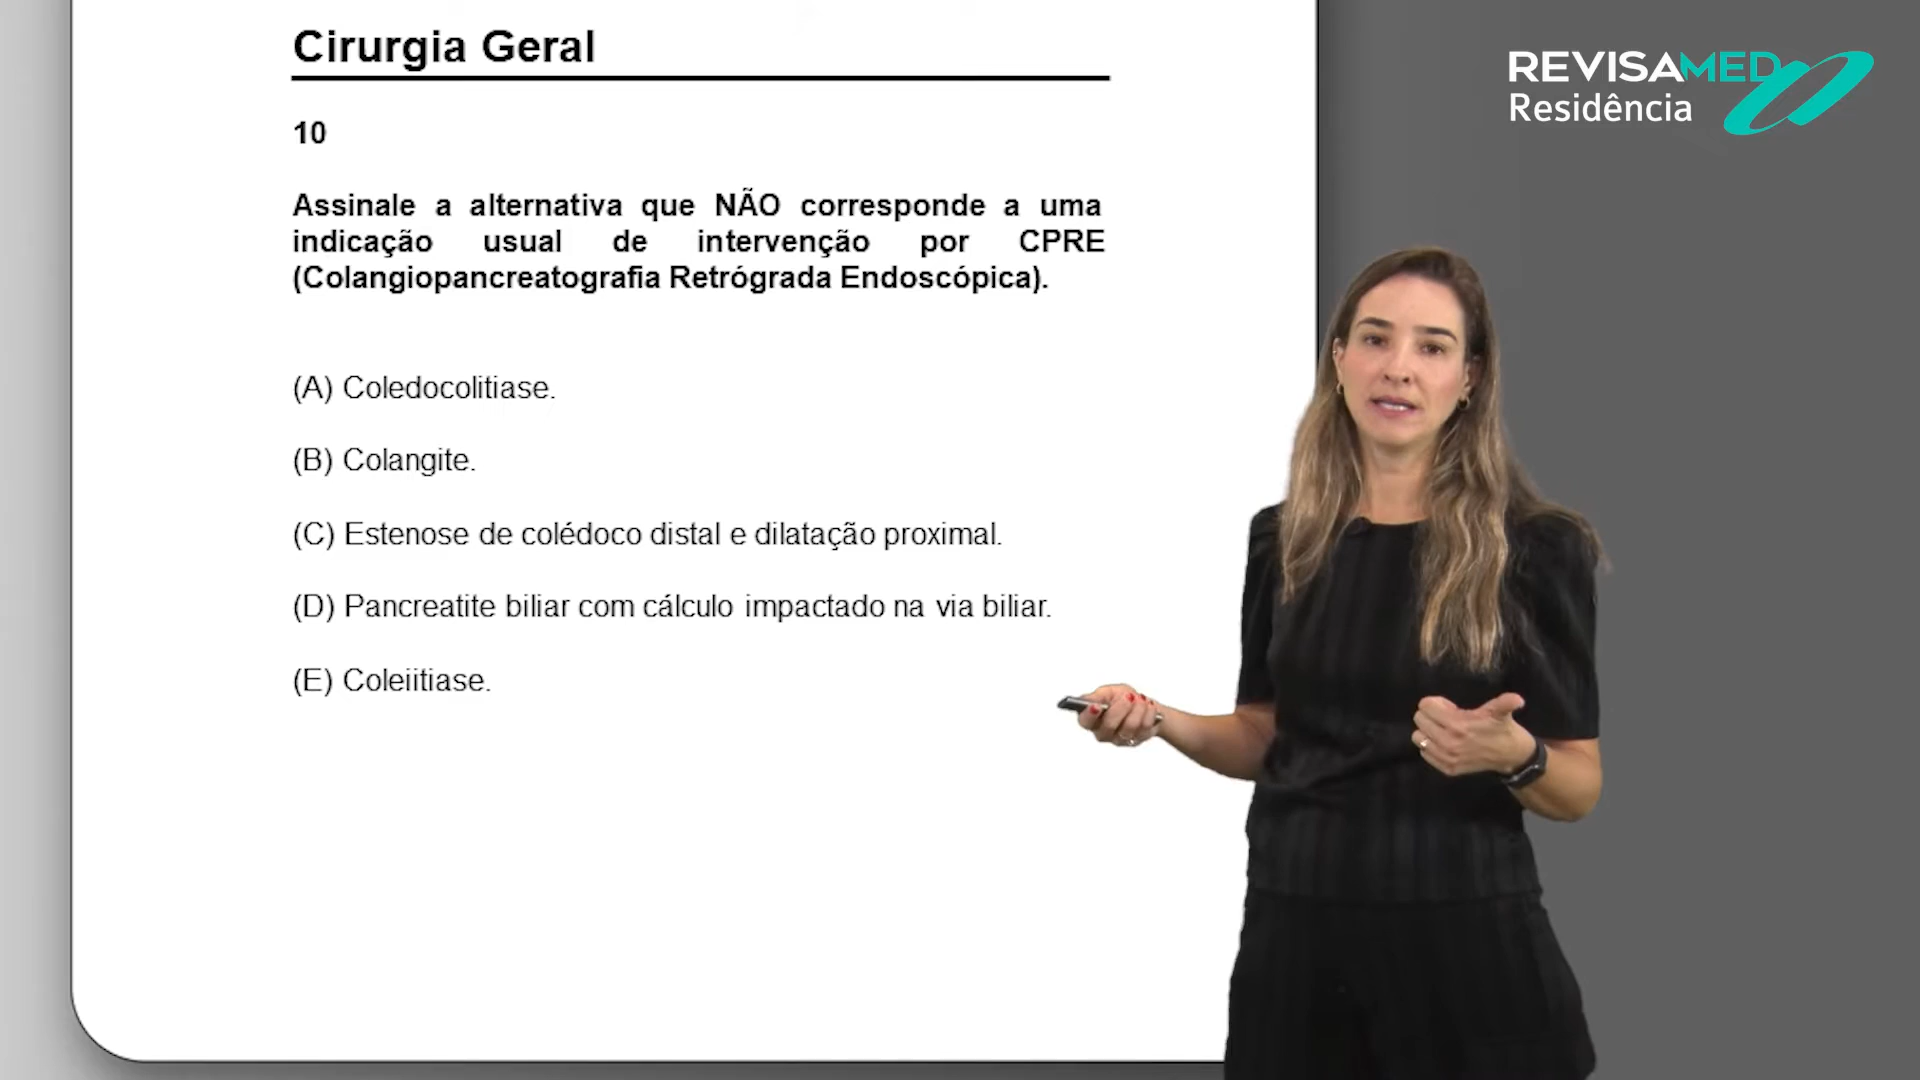 Cirurgia Geral
REVISAMED
Residência
10
Assinale a alternativa que NÃO corresponde a uma
indicação usual de intervenção por CPRE
(Colangiopancreatografia Retrógrada Endoscópica).
(A) Coledocolitiase.
(B) Colangite.
(C) Estenose de colédoco distal e dilatação proximal.
(D) Pancreatite biliar com cálculo impactado na via biliar.
(E) Coleiitiase.